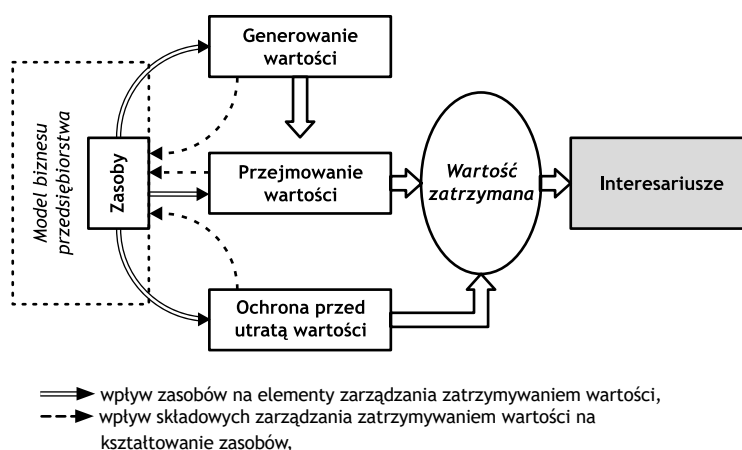 Generowanie
wartości
Model biznesu
przedsiębiorstwa
Zasoby
Przejmowanie
wartości
Wartość
zatrzymana
Interesariusze
Ochrona przed
utratą wartości
wpływ zasobów na elementy zarządzania zatrzymywaniem wartości,
wpływ składowych zarządzania zatrzymywaniem wartości na
kształtowanie zasobów,